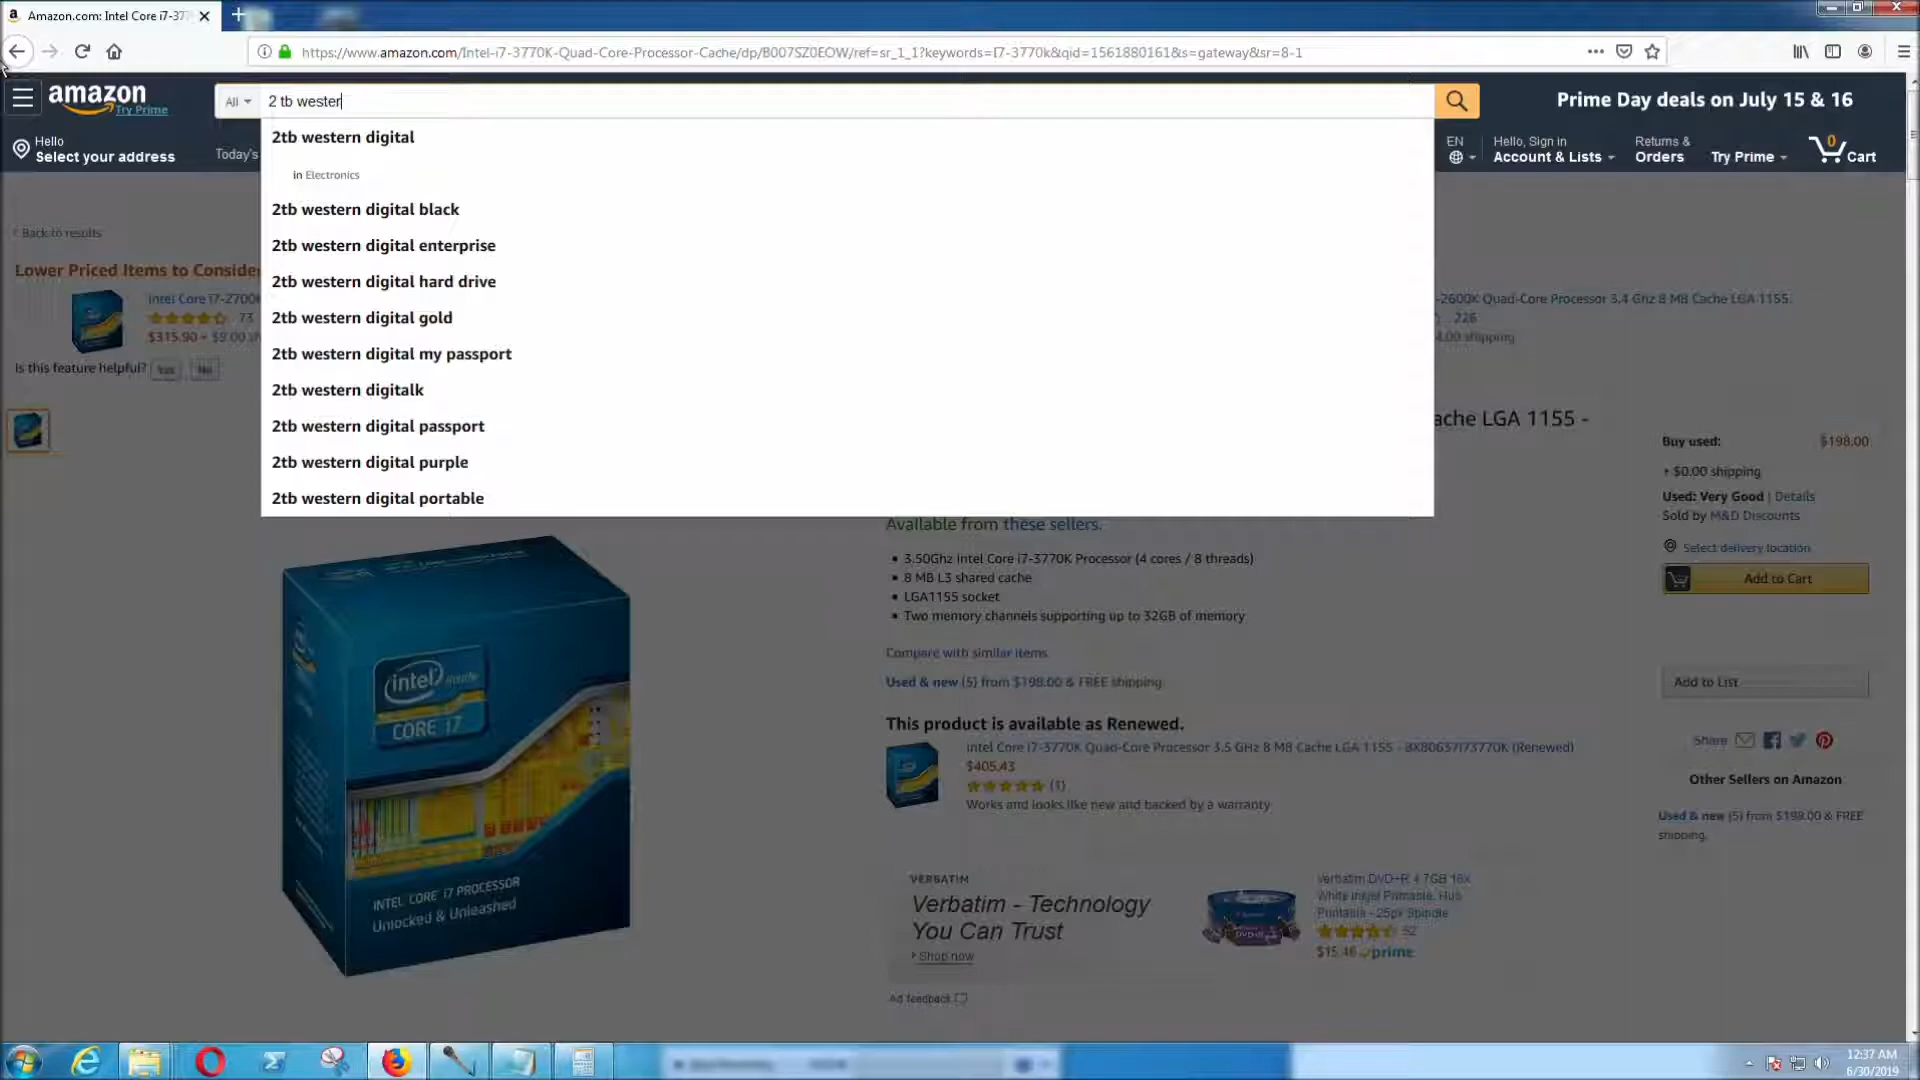 Amazon.com: Intel Core i7-377
https://www.amazon.com/Intel-i7-3770K-Quad-Core-Processor-Cache/dp/B007SZ0EOW/ref=sr_1_1?keywords=I7-3770k&qid=1561880161&s=gateway&sr=8-1
amazon
Try Prime
All
2 tb wester
Prime Day deals on July 15 & 16
Hello
Select your address
Today's
EN
Hello, Sign in
Account & Lists
Returns &
Orders
Try Prime
0
Cart
2tb western digital
in Electronics
2tb western digital black
2tb western digital enterprise
2tb western digital hard drive
2tb western digital gold
2tb western digital my passport
2tb western digitalk
2tb western digital passport
2tb western digital purple
2tb western digital portable
Back to results
Lower Priced Items to Consider
Intel Core i7-2700K
73
$315.90 + $9.00 sh
-2600K Quad-Core Processor 3.4 Ghz 8 MB Cache LGA 1155.
226
4.00 shipping
Is this feature helpful? Yes No
ache LGA 1155 -
Available from these sellers.
3.50Ghz Intel Core i7-3770K Processor (4 cores / 8 threads)
8 MB L3 shared cache
LGA1155 socket
Two memory channels supporting up to 32GB of memory
Compare with similar items
Used & new (5) from $198.00 & FREE shipping
This product is available as Renewed.
Intel Core i7-3770K Quad-Core Processor 3.5 GHz 8 MB Cache LGA 1155 - BX80637I73770K (Renewed)
$405.43
(1)
Works and looks like new and backed by a warranty
Buy used: $198.00
+ $0.00 shipping
Used: Very Good | Details
Sold by M&D Discounts
Select delivery location
Add to Cart
Add to List
Share
Other Sellers on Amazon
Used & new (5) from $198.00 & FREE
shipping.
intel
inside
CORE i7
INTEL CORE i7 PROCESSOR
Unlocked & Unleashed
VERBATIM
Verbatim - Technology
You Can Trust
Shop now
Verbatim DVD+R 4.7GB 16X
White Inkjet Printable, Hub
Printable - 25pk Spindle
52
$15.46 prime
Ad feedback
12:37 AM
6/30/2019